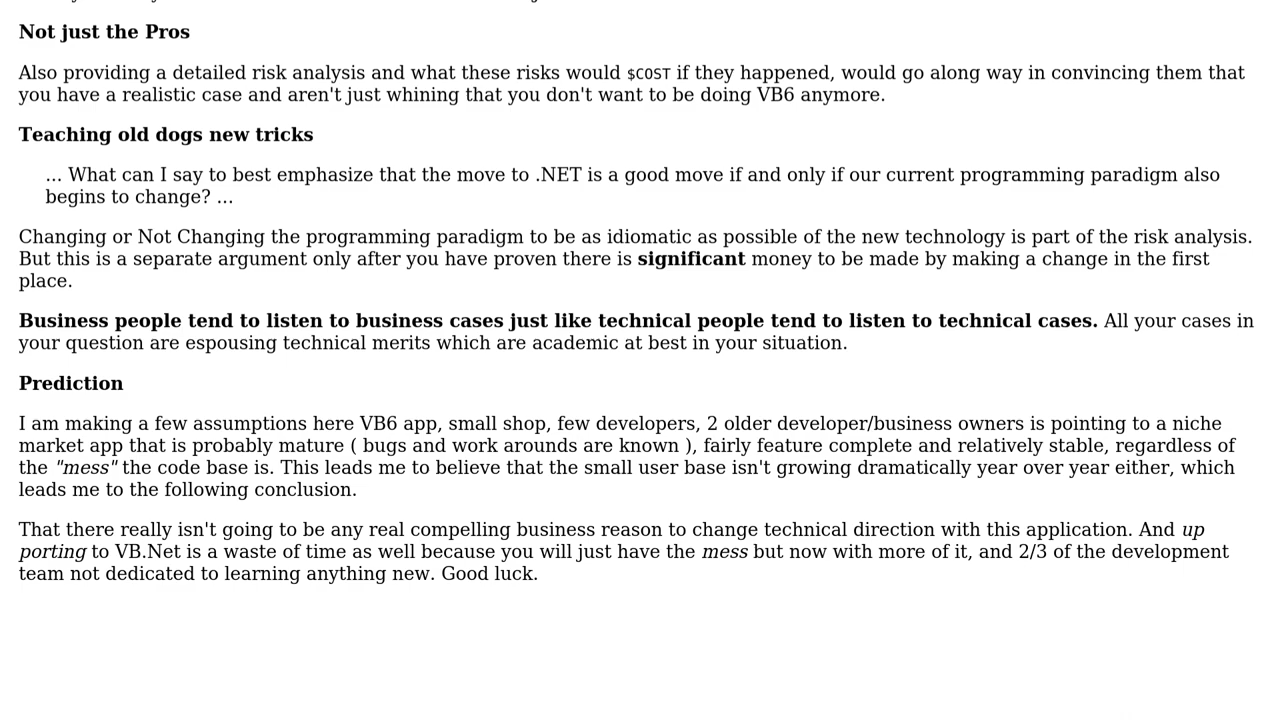 Not just the Pros
Also providing a detailed risk analysis and what these risks would $COST if they happened, would go along way in convincing them that
you have a realistic case and aren't just whining that you don't want to be doing VB6 anymore.
Teaching old dogs new tricks
... What can I say to best emphasize that the move to .NET is a good move if and only if our current programming paradigm also
begins to change? ...
Changing or Not Changing the programming paradigm to be as idiomatic as possible of the new technology is part of the risk analysis.
But this is a separate argument only after you have proven there is significant money to be made by making a change in the first
place.
Business people tend to listen to business cases just like technical people tend to listen to technical cases. All your cases in
your question are espousing technical merits which are academic at best in your situation.
Prediction
I am making a few assumptions here VB6 app, small shop, few developers, 2 older developer/business owners is pointing to a niche
market app that is probably mature ( bugs and work arounds are known ), fairly feature complete and relatively stable, regardless of
the "mess" the code base is. This leads me to believe that the small user base isn't growing dramatically year over year either, which
leads me to the following conclusion.
That there really isn't going to be any real compelling business reason to change technical direction with this application. And up
porting to VB.Net is a waste of time as well because you will just have the mess but now with more of it, and 2/3 of the development
team not dedicated to learning anything new. Good luck.